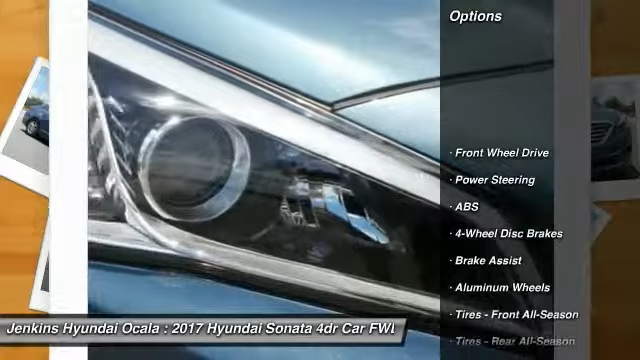 Options
· Front Wheel Drive
· Power Steering
· ABS
· 4-Wheel Disc Brakes
· Brake Assist
· Aluminum Wheels
· Tires - Front All-Season
· Tires - Rear All-Season
Jenkins Hyundai Ocala : 2017 Hyundai Sonata 4dr Car FWD